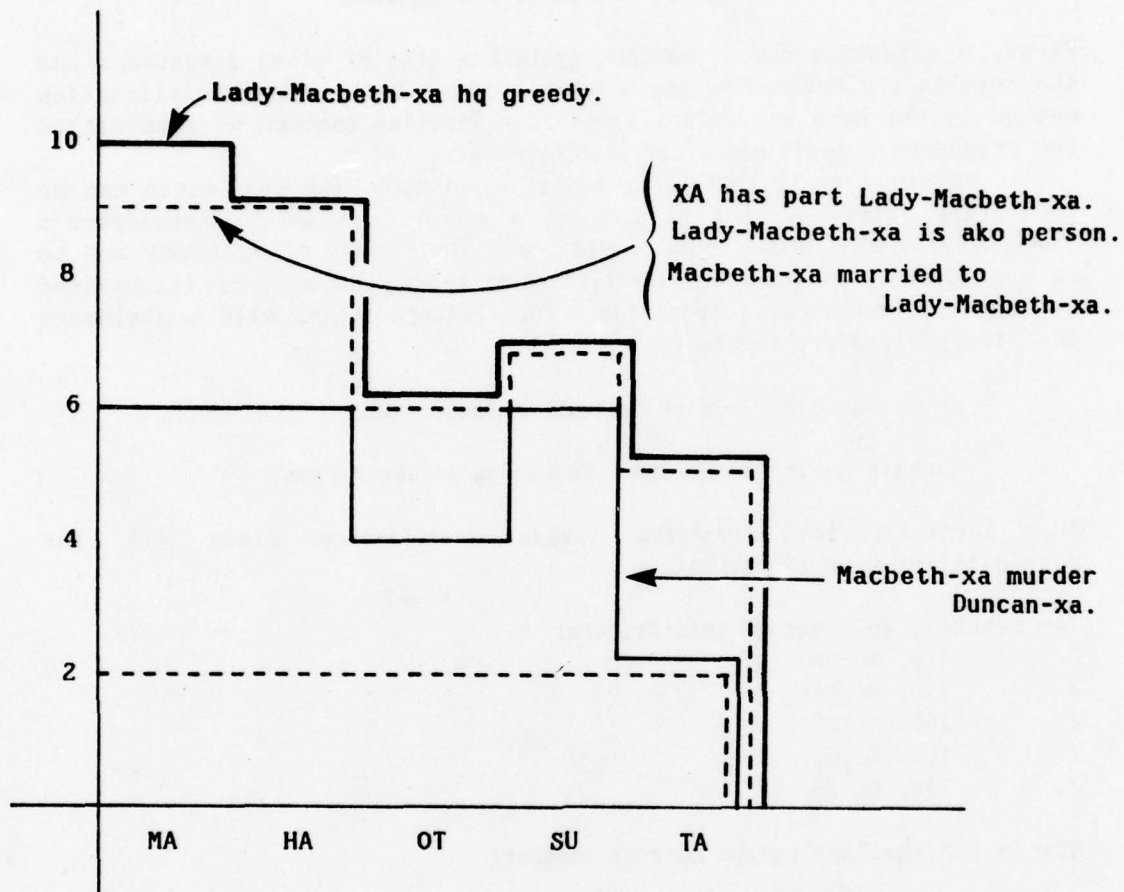 Lady-Macbeth-xa hq greedy.
10
XA has part Lady-Macbeth-xa.
Lady-Macbeth-xa is ako person.
8
Macbeth-xa married to
Lady-Macbeth-xa.
6
4
Macbeth-xa murder
Duncan-xa.
2
MA HA OT SU TA